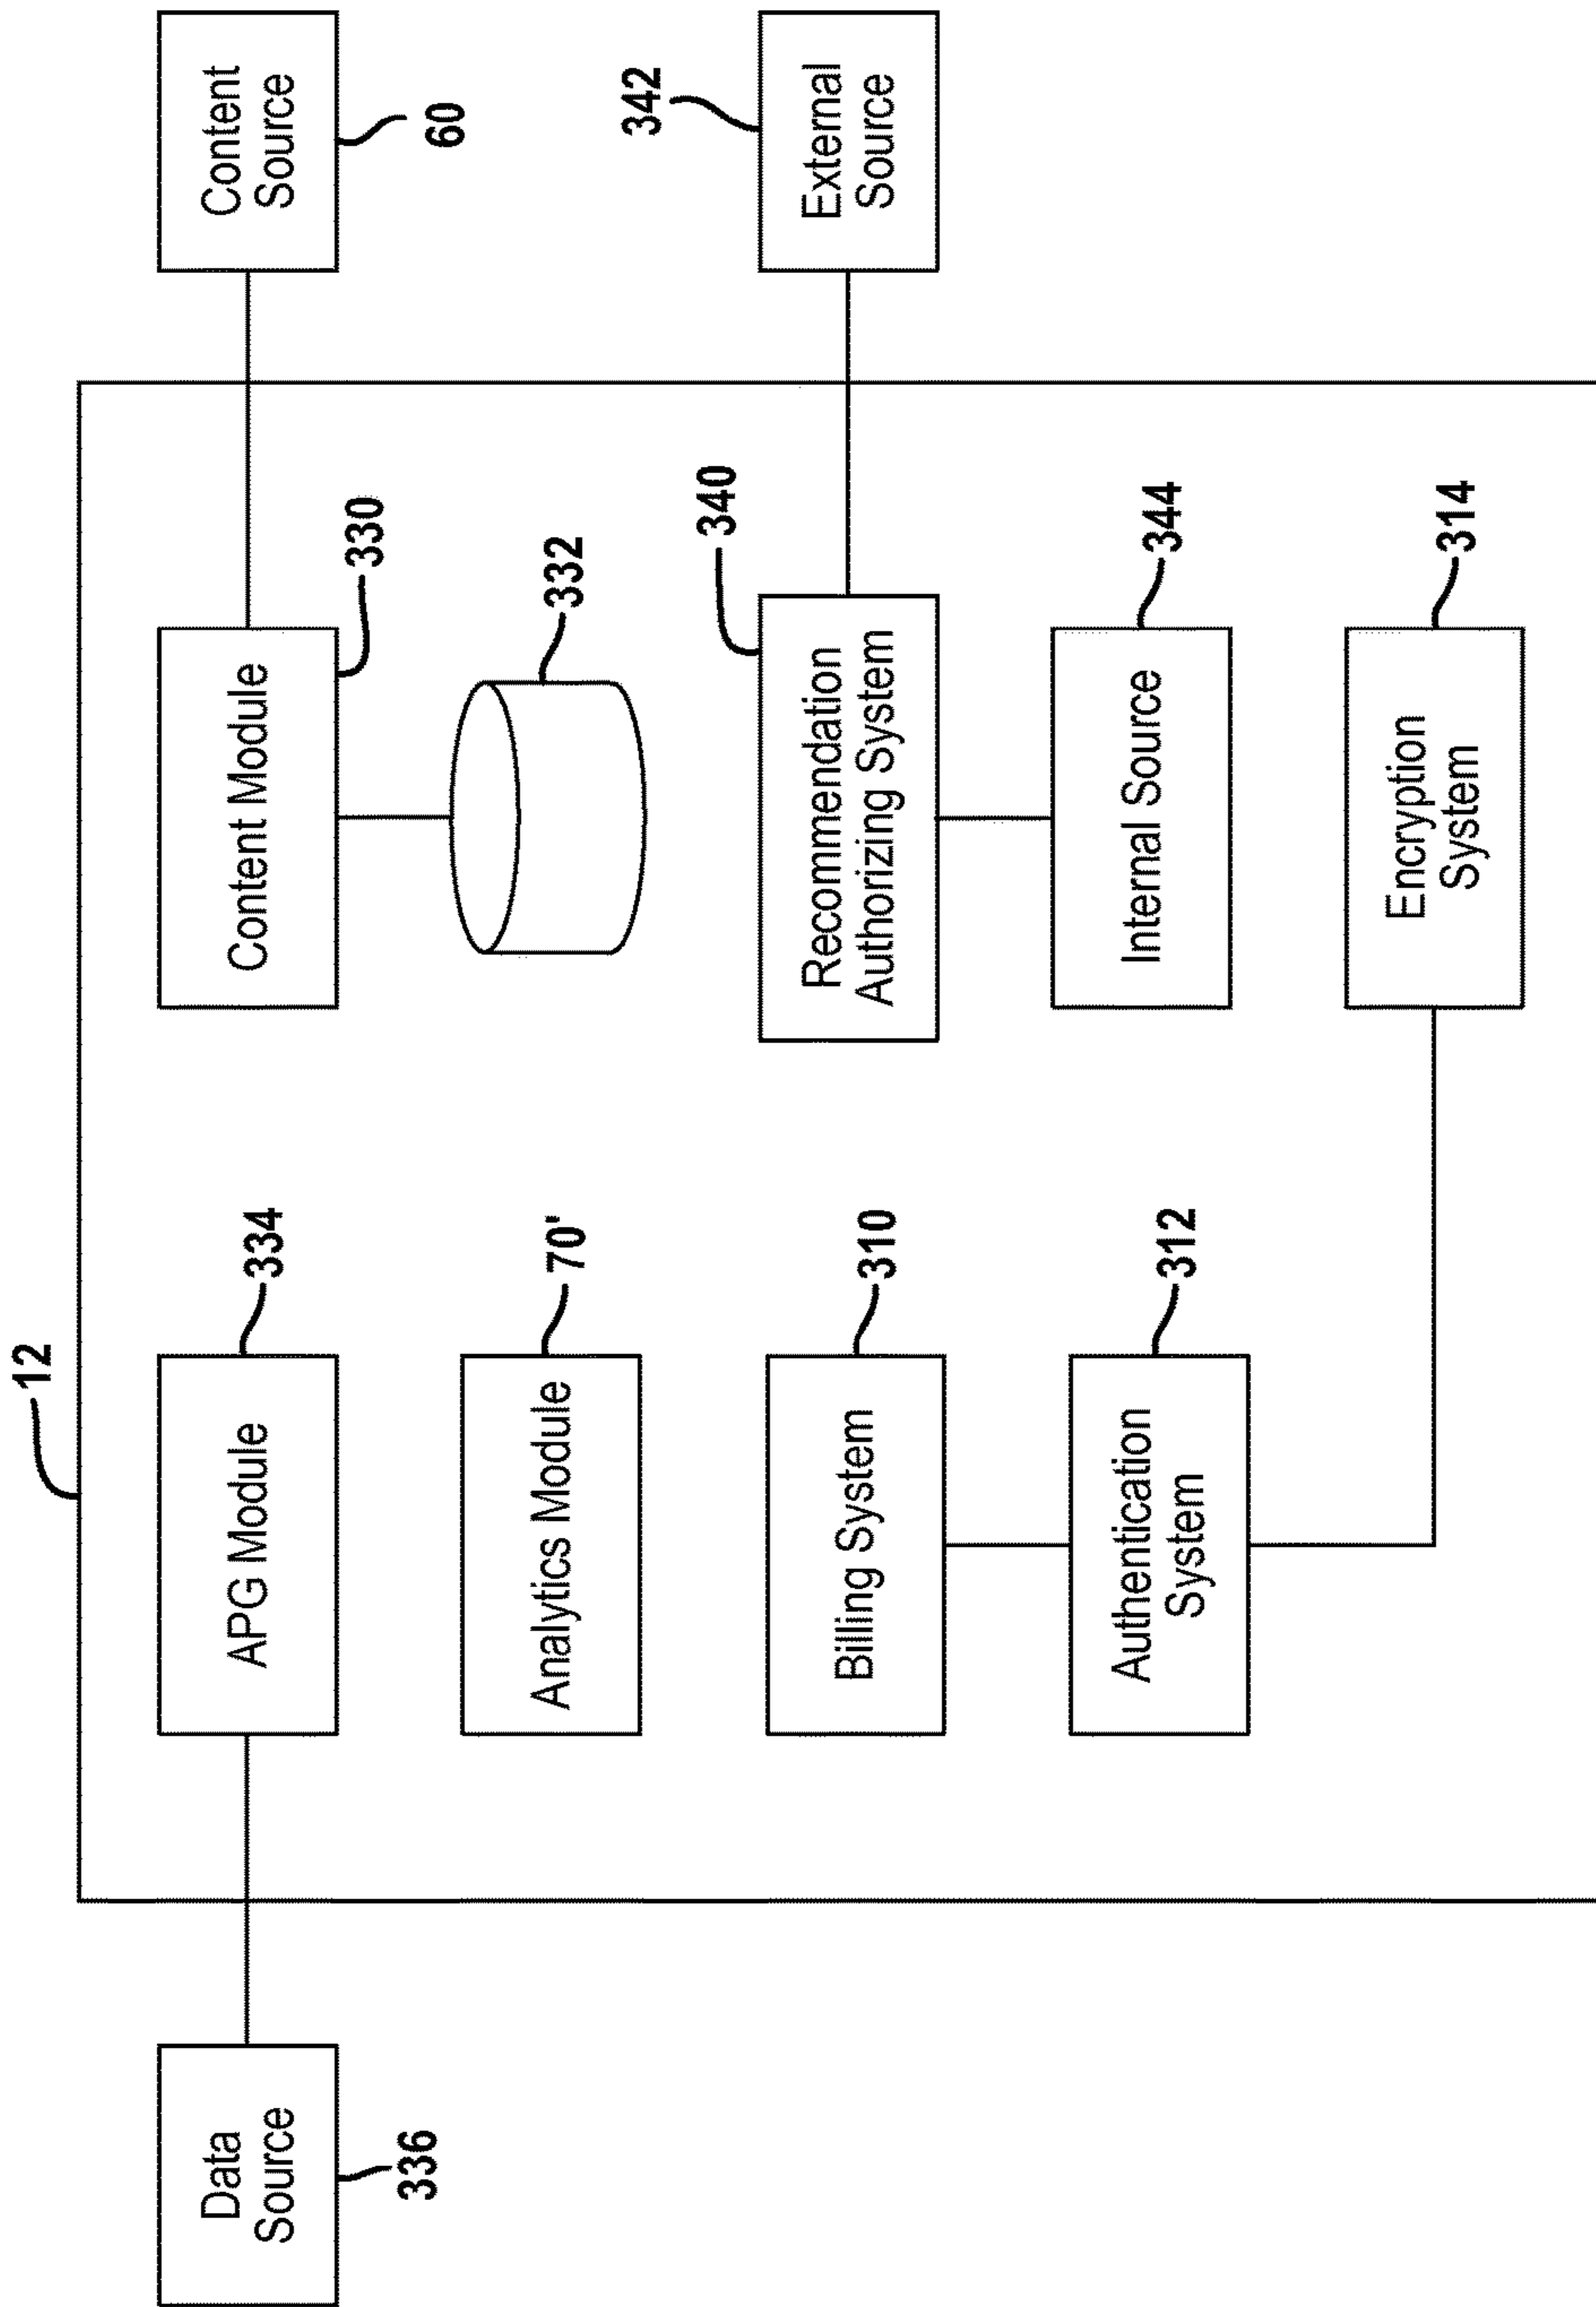 12
Data
Source
336
APG Module
334
Content Module
330
Content
Source
60
Analytics Module
70'
332
Billing System
310
Recommendation
Authorizing System
340
External
Source
342
Authentication
System
312
Internal Source
344
Encryption
System
314